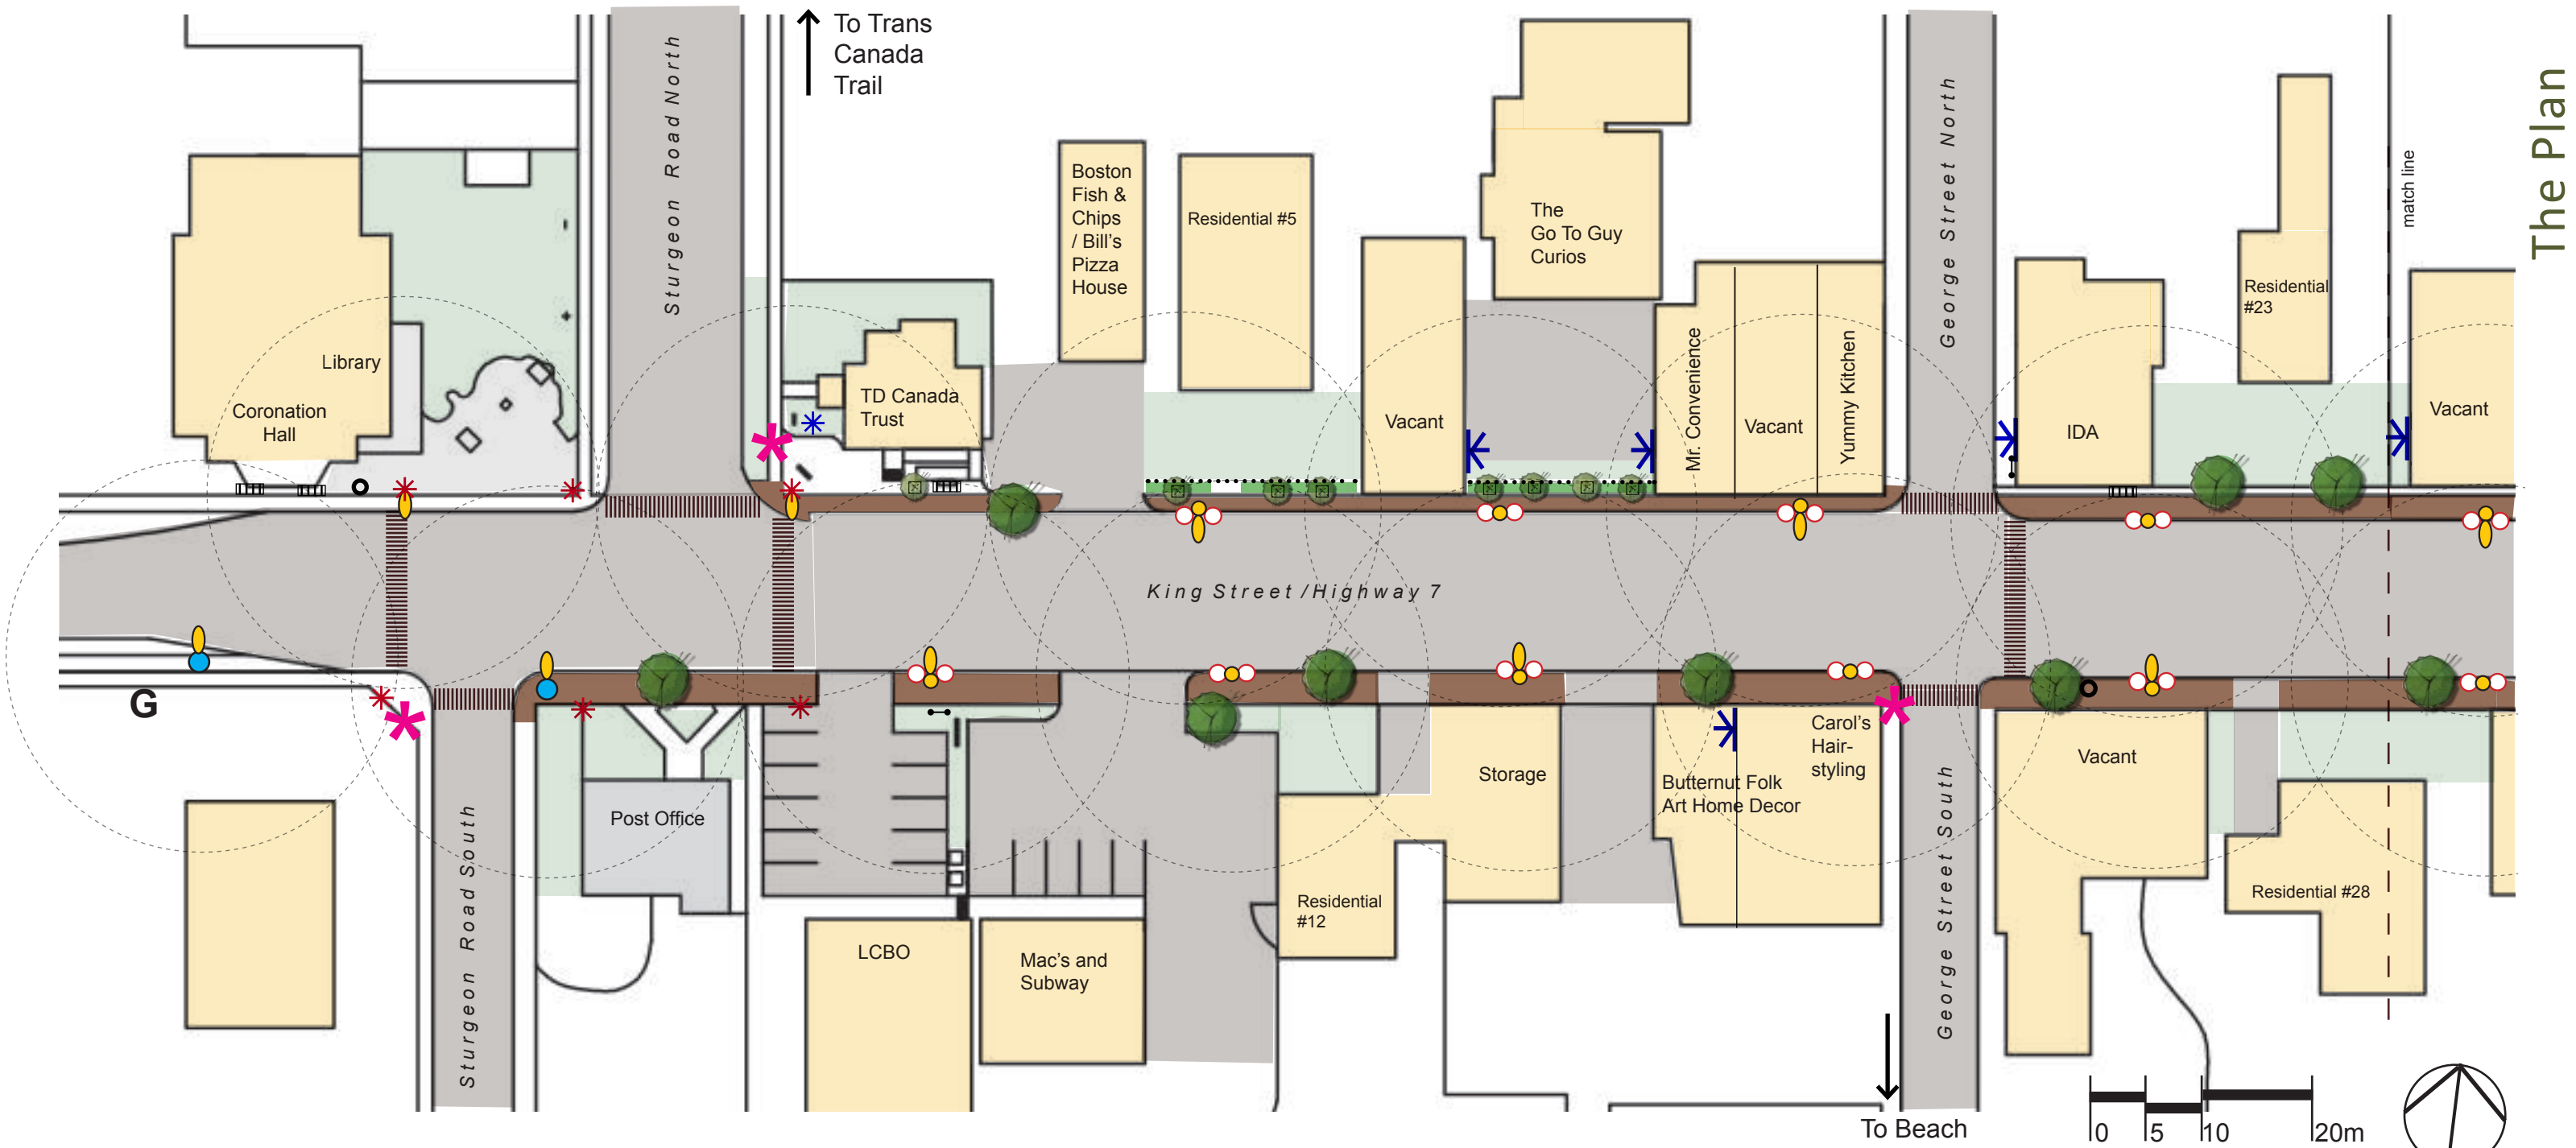 To Trans
Canada
Trail
The Plan
Sturgeon Road North
George Street North
match line
Boston
Fish &
Chips
/ Bill's
Pizza
House
Residential #5
The
Go To Guy
Curios
Residential
#23
Library
Coronation
Hall
TD Canada
Trust
Vacant
Mr. Convenience
Vacant
Yummy Kitchen
IDA
Vacant
King Street / Highway 7
G
Post Office
Storage
Butternut Folk
Art Home Decor
Carol's
Hair-
styling
Vacant
Residential
#12
Residential #28
LCBO
Mac's and
Subway
Sturgeon Road South
George Street South
To Beach
0 5 10 20m